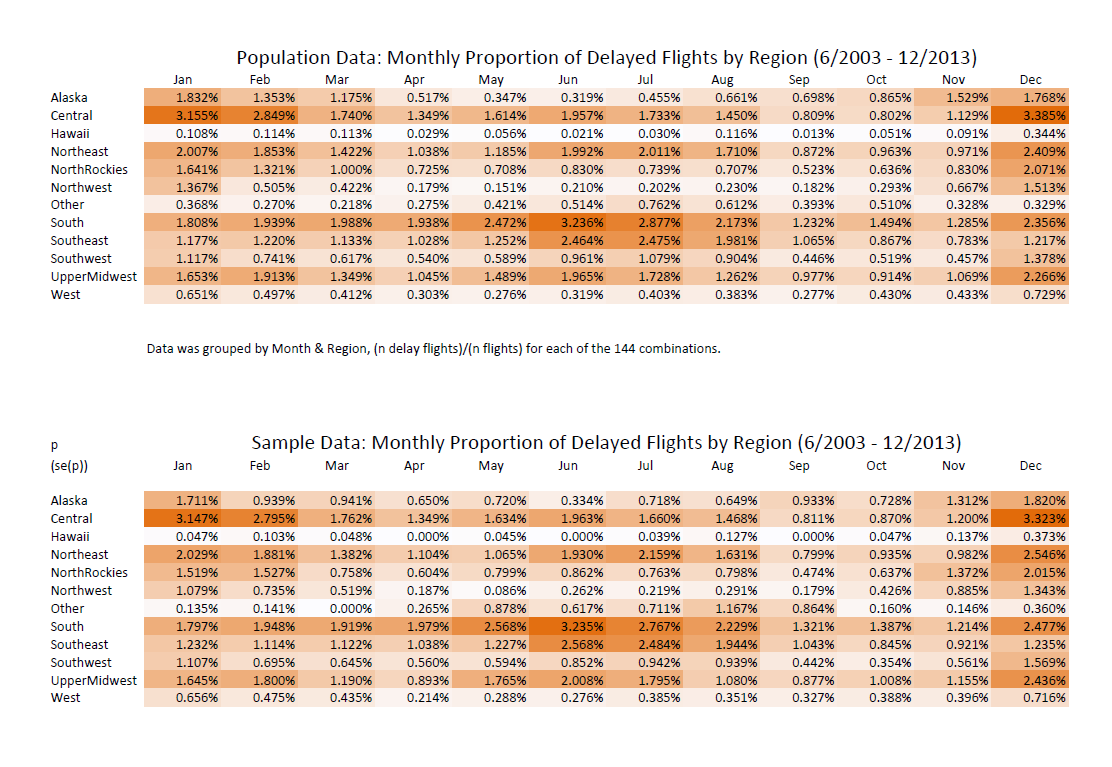 Population Data: Monthly Proportion of Delayed Flights by Region (6/2003 - 12/2013)
Jan Feb Mar Apr May Jun Jul Aug Sep Oct Nov Dec
Alaska 1.832% 1.353% 1.175% 0.517% 0.347% 0.319% 0.455% 0.661% 0.698% 0.865% 1.529% 1.768%
Central 3.155% 2.849% 1.740% 1.349% 1.614% 1.957% 1.733% 1.450% 0.809% 0.802% 1.129% 3.385%
Hawaii 0.108% 0.114% 0.113% 0.029% 0.056% 0.021% 0.030% 0.116% 0.013% 0.051% 0.091% 0.344%
Northeast 2.007% 1.853% 1.422% 1.038% 1.185% 1.992% 2.011% 1.710% 0.872% 0.963% 0.971% 2.409%
NorthRockies 1.641% 1.321% 1.000% 0.725% 0.708% 0.830% 0.739% 0.707% 0.523% 0.636% 0.830% 2.071%
Northwest 1.367% 0.505% 0.422% 0.179% 0.151% 0.210% 0.202% 0.230% 0.182% 0.293% 0.667% 1.513%
Other 0.368% 0.270% 0.218% 0.275% 0.421% 0.514% 0.762% 0.612% 0.393% 0.510% 0.328% 0.329%
South 1.808% 1.939% 1.988% 1.938% 2.472% 3.236% 2.877% 2.173% 1.232% 1.494% 1.285% 2.356%
Southeast 1.177% 1.220% 1.133% 1.028% 1.252% 2.464% 2.475% 1.981% 1.065% 0.867% 0.783% 1.217%
Southwest 1.117% 0.741% 0.617% 0.540% 0.589% 0.961% 1.079% 0.904% 0.446% 0.519% 0.457% 1.378%
UpperMidwest 1.653% 1.913% 1.349% 1.045% 1.489% 1.965% 1.728% 1.262% 0.977% 0.914% 1.069% 2.266%
West 0.651% 0.497% 0.412% 0.303% 0.276% 0.319% 0.403% 0.383% 0.277% 0.430% 0.433% 0.729%
Data was grouped by Month & Region, (n delay flights)/(n flights) for each of the 144 combinations.
p Sample Data: Monthly Proportion of Delayed Flights by Region (6/2003 - 12/2013)
(se(p)) Jan Feb Mar Apr May Jun Jul Aug Sep Oct Nov Dec
Alaska 1.711% 0.939% 0.941% 0.650% 0.720% 0.334% 0.718% 0.649% 0.933% 0.728% 1.312% 1.820%
Central 3.147% 2.795% 1.762% 1.349% 1.634% 1.963% 1.660% 1.468% 0.811% 0.870% 1.200% 3.323%
Hawaii 0.047% 0.103% 0.048% 0.000% 0.045% 0.000% 0.039% 0.127% 0.000% 0.047% 0.137% 0.373%
Northeast 2.029% 1.881% 1.382% 1.104% 1.065% 1.930% 2.159% 1.631% 0.799% 0.935% 0.982% 2.546%
NorthRockies 1.519% 1.527% 0.758% 0.604% 0.799% 0.862% 0.763% 0.798% 0.474% 0.637% 1.372% 2.015%
Northwest 1.079% 0.735% 0.519% 0.187% 0.086% 0.262% 0.219% 0.291% 0.179% 0.426% 0.885% 1.343%
Other 0.135% 0.141% 0.000% 0.265% 0.878% 0.617% 0.711% 1.167% 0.864% 0.160% 0.146% 0.360%
South 1.797% 1.948% 1.919% 1.979% 2.568% 3.235% 2.767% 2.229% 1.321% 1.387% 1.214% 2.477%
Southeast 1.232% 1.114% 1.122% 1.038% 1.227% 2.568% 2.484% 1.944% 1.043% 0.845% 0.921% 1.235%
Southwest 1.107% 0.695% 0.645% 0.560% 0.594% 0.852% 0.942% 0.939% 0.442% 0.354% 0.561% 1.569%
UpperMidwest 1.645% 1.800% 1.190% 0.893% 1.765% 2.008% 1.795% 1.080% 0.877% 1.008% 1.155% 2.436%
West 0.656% 0.475% 0.435% 0.214% 0.288% 0.276% 0.385% 0.351% 0.327% 0.388% 0.396% 0.716%